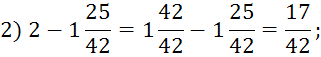 2) 2 − 1 25/42 = 1 42/42 − 1 25/42 = 17/42;